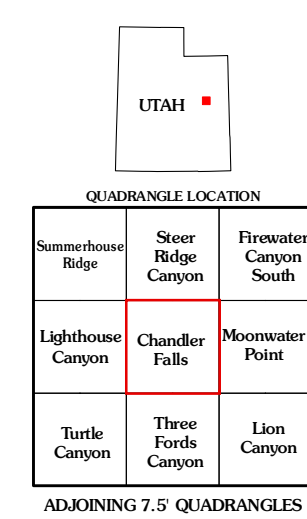 UTAH
QUADRANGLE LOCATION
Summerhouse
Ridge
Steer
Ridge
Canyon
Firewater
Canyon
South
Lighthouse
Canyon
Chandler
Falls
Moonwater
Point
Turtle
Canyon
Three
Fords
Canyon
Lion
Canyon
ADJOINING 7.5' QUADRANGLES